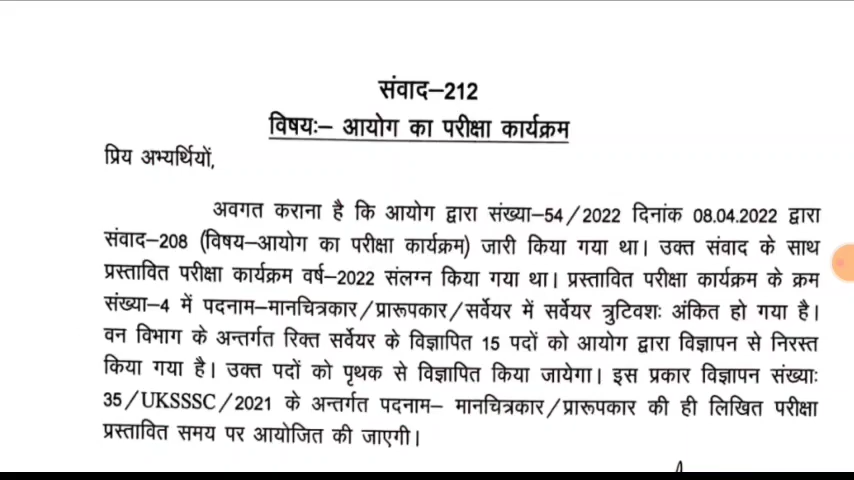 संवाद–212
विषयः– आयोग का परीक्षा कार्यक्रम
प्रिय अभ्यर्थियों,
अवगत कराना है कि आयोग द्वारा संख्या–54/2022 दिनांक 08.04.2022 द्वारा
संवाद–208 (विषय–आयोग का परीक्षा कार्यक्रम) जारी किया गया था। उक्त संवाद के साथ
प्रस्तावित परीक्षा कार्यक्रम वर्ष–2022 संलग्न किया गया था। प्रस्तावित परीक्षा कार्यक्रम के क्रम
संख्या–4 में पदनाम–मानचित्रकार/प्रारूपकार/सर्वेयर में सर्वेयर त्रुटिवशः अंकित हो गया है।
वन विभाग के अन्तर्गत रिक्त सर्वेयर के विज्ञापित 15 पदों को आयोग द्वारा विज्ञापन से निरस्त
किया गया है। उक्त पदों को पृथक से विज्ञापित किया जायेगा। इस प्रकार विज्ञापन संख्याः
35/UKSSSC/2021 के अन्तर्गत पदनाम– मानचित्रकार/प्रारूपकार की ही लिखित परीक्षा
प्रस्तावित समय पर आयोजित की जाएगी।